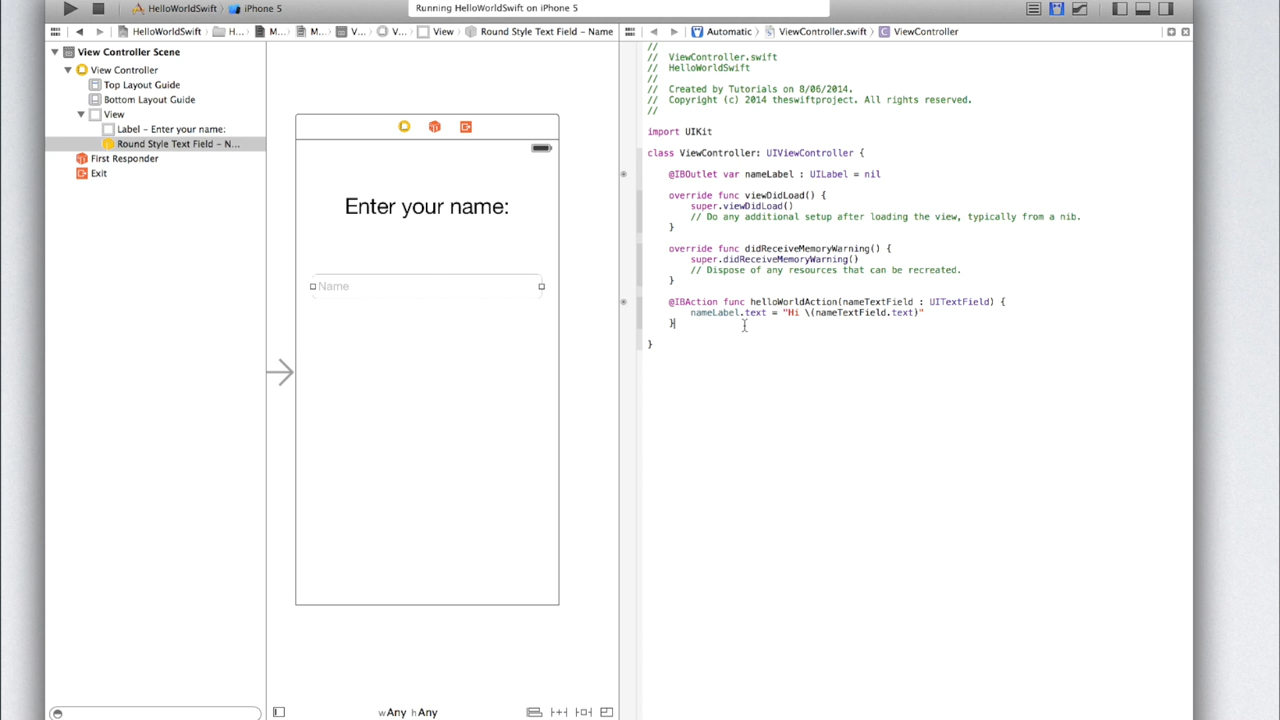 HelloWorldSwift
iPhone 5
Running HelloWorldSwift on iPhone 5
HelloWorldSwift
H...
M...
M...
V...
V...
View
Round Style Text Field - Name
Automatic
ViewController.swift
ViewController
View Controller Scene
View Controller
Top Layout Guide
Bottom Layout Guide
View
Label - Enter your name:
Round Style Text Field - N...
First Responder
Exit
Enter your name:
Name
wAny hAny
//
// ViewController.swift
// HelloWorldSwift
//
// Created by Tutorials on 8/06/2014.
// Copyright (c) 2014 theswiftproject. All rights reserved.
//
import UIKit
class ViewController: UIViewController {
@IBOutlet var nameLabel : UILabel = nil
override func viewDidLoad() {
super.viewDidLoad()
// Do any additional setup after loading the view, typically from a nib.
}
override func didReceiveMemoryWarning() {
super.didReceiveMemoryWarning()
// Dispose of any resources that can be recreated.
}
@IBAction func helloWorldAction(nameTextField : UITextField) {
nameLabel.text = "Hi \(nameTextField.text)"
}
}